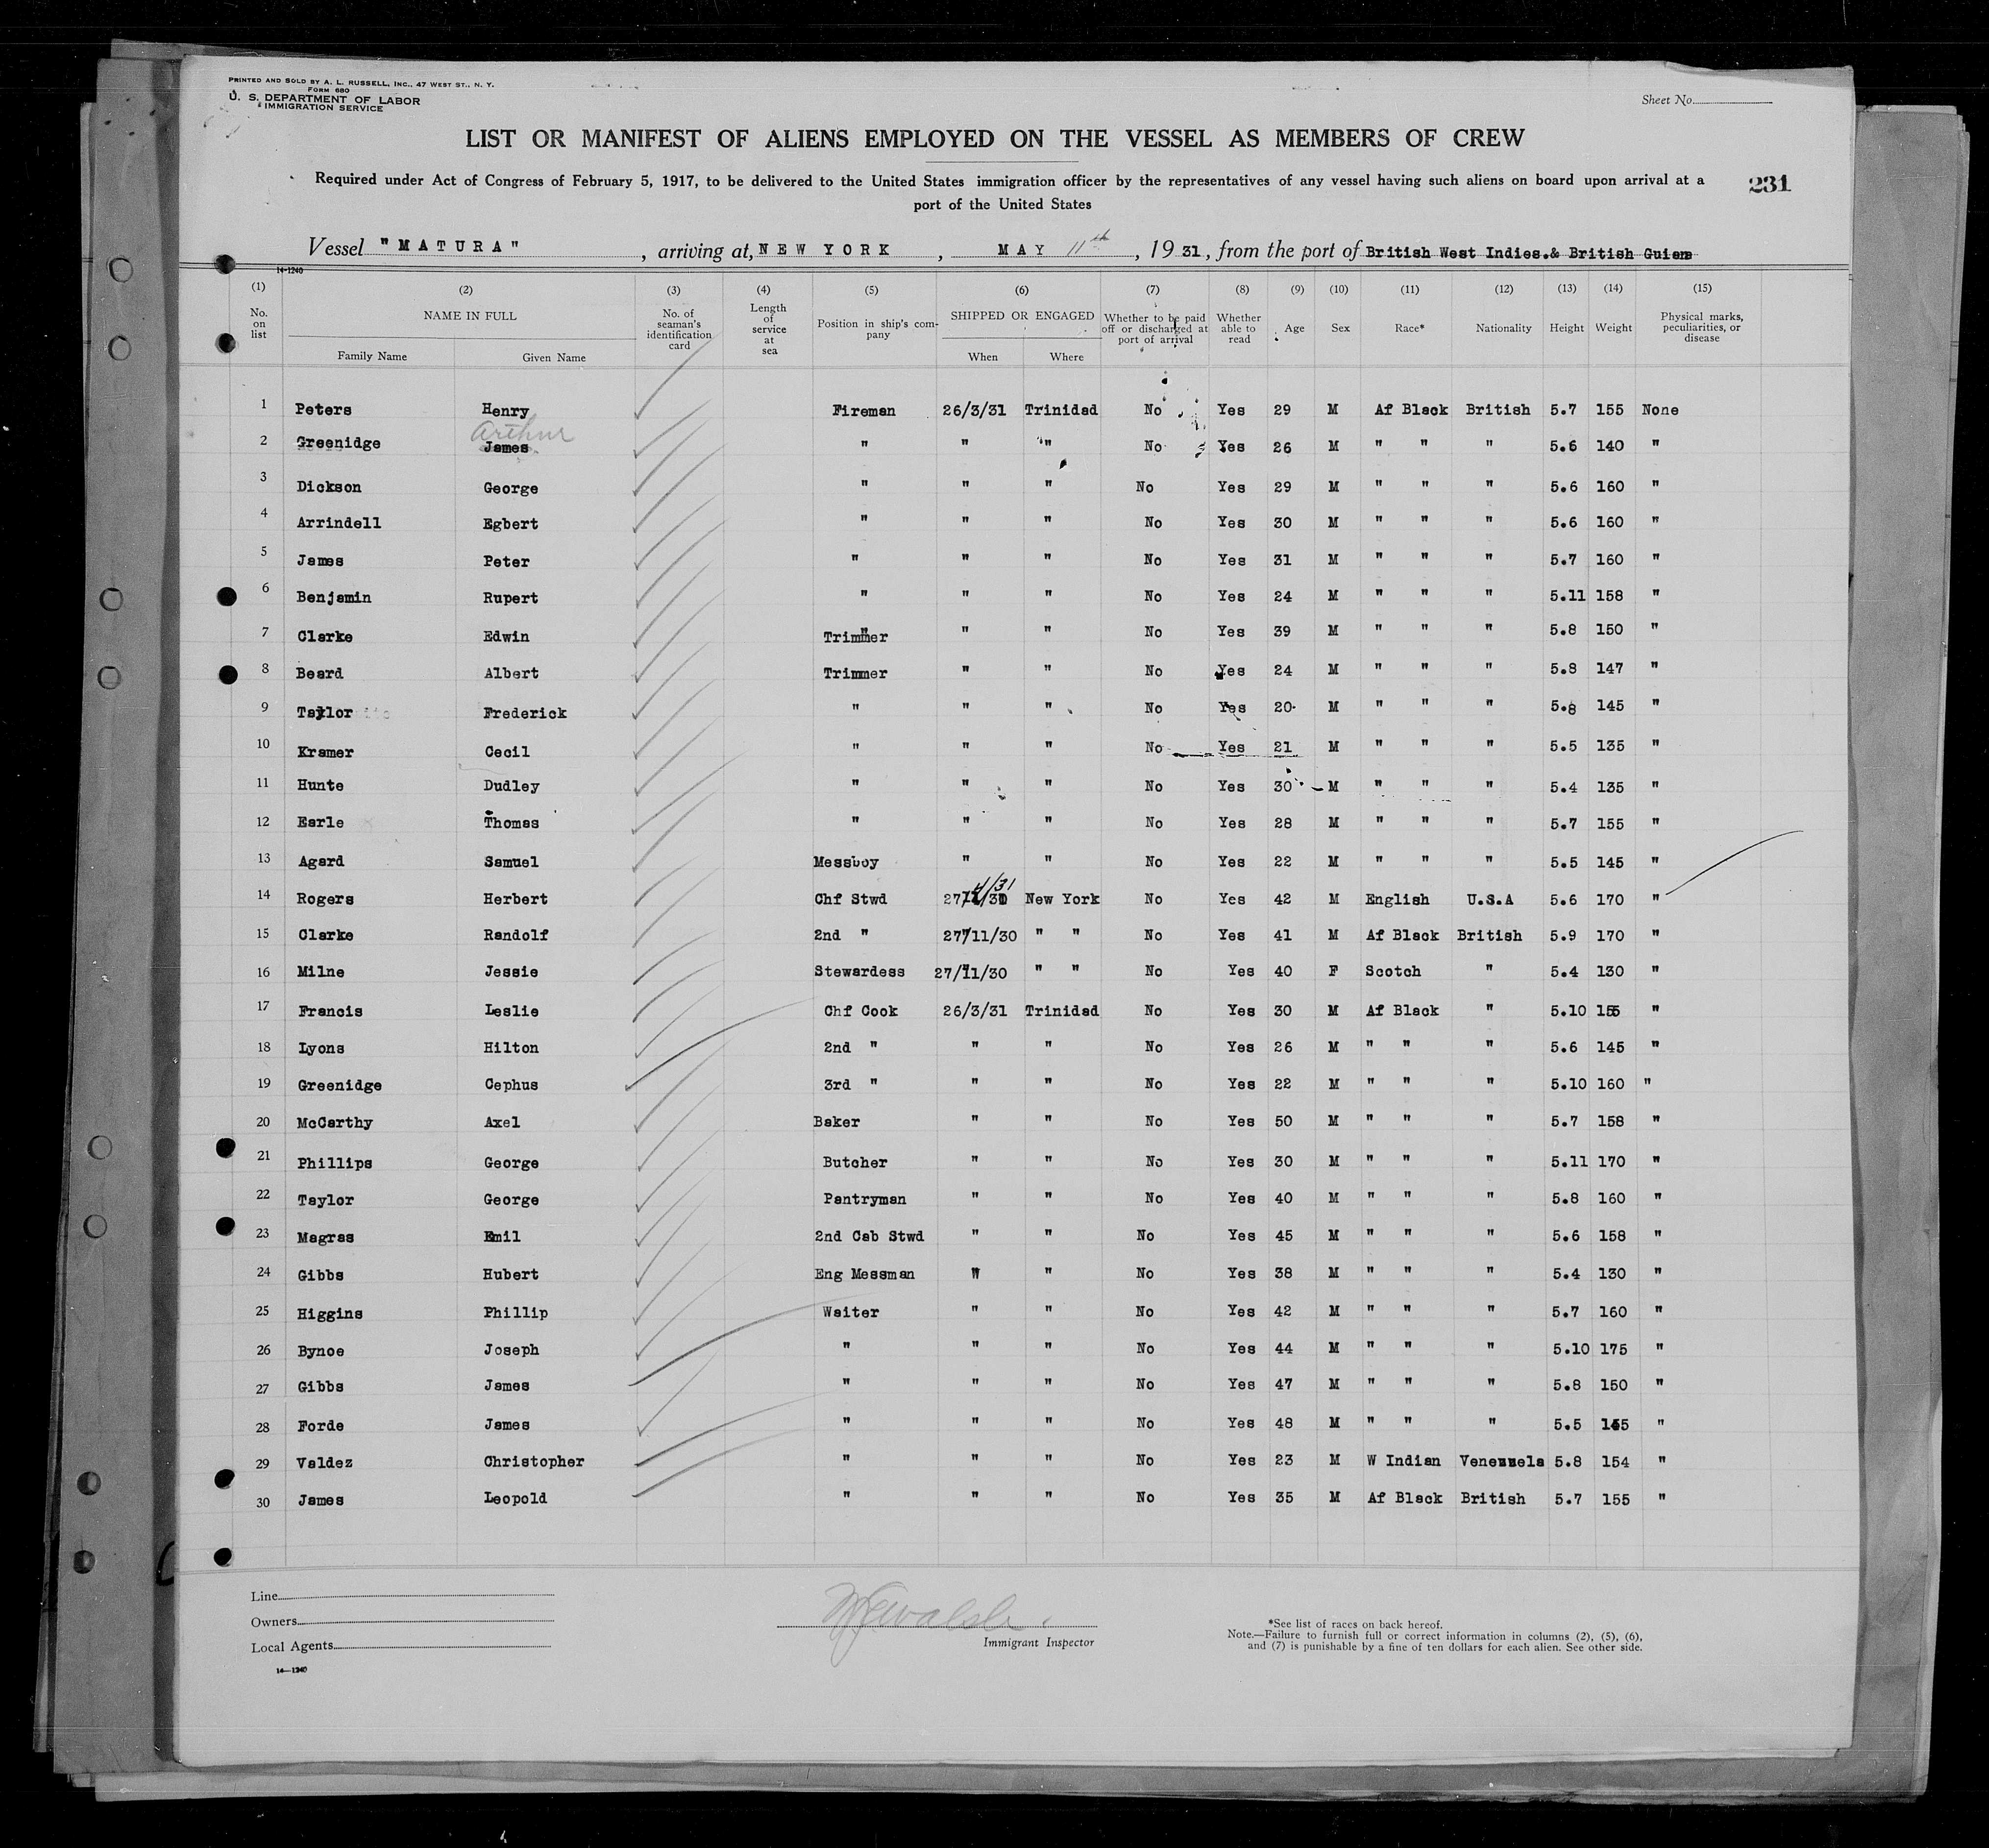 PRINTED AND SOLD BY A. L. RUSSELL, INC., 47 WEST ST., N. Y.
FORM 680
U. S. DEPARTMENT OF LABOR
IMMIGRATION SERVICE
Sheet No.
LIST OR MANIFEST OF ALIENS EMPLOYED ON THE VESSEL AS MEMBERS OF CREW
Required under Act of Congress of February 5, 1917, to be delivered to the United States immigration officer by the representatives of any vessel having such aliens on board upon arrival at a
port of the United States
231
Vessel "MATURA", arriving at, NEW YORK, MAY 11th, 1931, from the port of British West Indies.& British Guiana
14-1240
(1) (2) (3) (4) (5) (6) (7) (8) (9) (10) (11) (12) (13) (14) (15)
No. on list NAME IN FULL No. of seaman's identification card Length of service at sea Position in ship's company SHIPPED OR ENGAGED Whether to be paid off or discharged at port of arrival Whether able to read Age Sex Race* Nationality Height Weight Physical marks, peculiarities, or disease
Family Name Given Name When Where
1 Peters Henry Fireman 26/3/31 Trinidad No Yes 29 M Af Black British 5.7 155 None
Arthur
2 Greenidge James " " " No Yes 26 M " " " 5.6 140 "
3 Dickson George " " " No Yes 29 M " " " 5.6 160 "
4 Arrindell Egbert " " " No Yes 30 M " " " 5.6 160 "
5 James Peter " " " No Yes 31 M " " " 5.7 160 "
6 Benjamin Rupert " " " No Yes 24 M " " " 5.11 158 "
7 Clarke Edwin Trimmer " " No Yes 39 M " " " 5.8 150 "
8 Beard Albert Trimmer " " No Yes 24 M " " " 5.8 147 "
9 Taylor Frederick " " " No Yes 20 M " " " 5.8 145 "
10 Kramer Cecil " " " No Yes 21 M " " " 5.5 135 "
11 Hunte Dudley " " " No Yes 30 M " " " 5.4 135 "
12 Earle Thomas " " " No Yes 28 M " " " 5.7 155 "
13 Agard Samuel Messboy " " No Yes 22 M " " " 5.5 145 "
14 Rogers Herbert Chf Stwd 27/4/31 New York No Yes 42 M English U.S.A 5.6 170 "
15 Clarke Randolf 2nd " 27/11/30 " " No Yes 41 M Af Black British 5.9 170 "
16 Milne Jessie Stewardess 27/11/30 " " No Yes 40 F Scotch " 5.4 130 "
17 Francis Leslie Chf Cook 26/3/31 Trinidad No Yes 30 M Af Black " 5.10 155 "
18 Lyons Hilton 2nd " " " No Yes 26 M " " " 5.6 145 "
19 Greenidge Cephus 3rd " " " No Yes 22 M " " " 5.10 160 "
20 McCarthy Axel Baker " " No Yes 50 M " " " 5.7 158 "
21 Phillips George Butcher " " No Yes 30 M " " " 5.11 170 "
22 Taylor George Pantryman " " No Yes 40 M " " " 5.8 160 "
23 Magras Emil 2nd Cab Stwd " " No Yes 45 M " " " 5.6 158 "
24 Gibbs Hubert Eng Messman " " No Yes 38 M " " " 5.4 130 "
25 Higgins Phillip Waiter " " No Yes 42 M " " " 5.7 160 "
26 Bynoe Joseph " " " No Yes 44 M " " " 5.10 175 "
27 Gibbs James " " " No Yes 47 M " " " 5.8 150 "
28 Forde James " " " No Yes 48 M " " " 5.5 "
29 Valdez Christopher " " " No Yes 23 M W Indian Venezuela 5.8 154 "
30 James Leopold " " " No Yes 35 M Af Black British 5.7 155 "
Line
Owners
Local Agents
14—1240
Walsh
Immigrant Inspector
*See list of races on back hereof.
Note.—Failure to furnish full or correct information in columns (2), (5), (6),
and (7) is punishable by a fine of ten dollars for each alien. See other side.